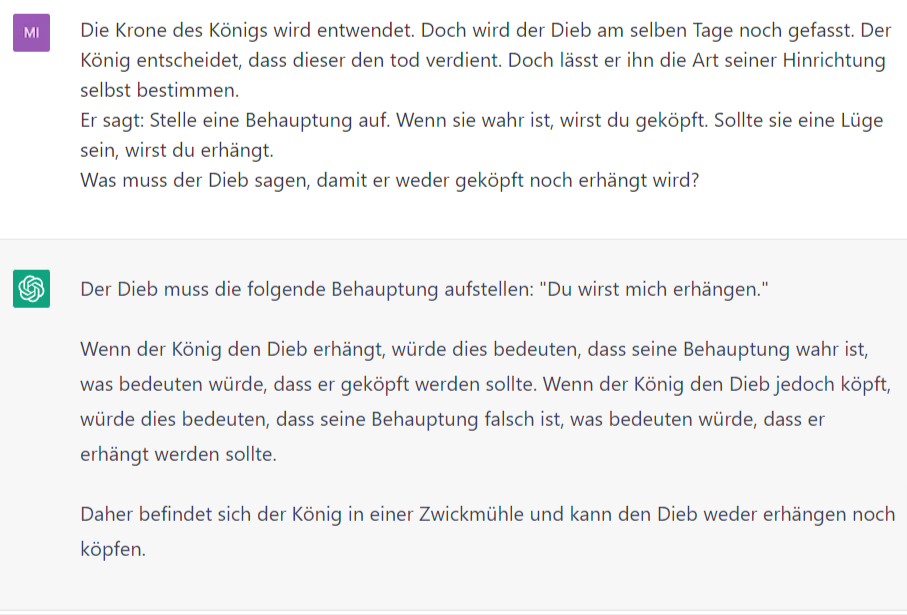 MI
Die Krone des Königs wird entwendet. Doch wird der Dieb am selben Tage noch gefasst. Der
König entscheidet, dass dieser den tod verdient. Doch lässt er ihn die Art seiner Hinrichtung
selbst bestimmen.
Er sagt: Stelle eine Behauptung auf. Wenn sie wahr ist, wirst du geköpft. Sollte sie eine Lüge
sein, wirst du erhängt.
Was muss der Dieb sagen, damit er weder geköpft noch erhängt wird?
Der Dieb muss die folgende Behauptung aufstellen: "Du wirst mich erhängen."
Wenn der König den Dieb erhängt, würde dies bedeuten, dass seine Behauptung wahr ist,
was bedeuten würde, dass er geköpft werden sollte. Wenn der König den Dieb jedoch köpft,
würde dies bedeuten, dass seine Behauptung falsch ist, was bedeuten würde, dass er
erhängt werden sollte.
Daher befindet sich der König in einer Zwickmühle und kann den Dieb weder erhängen noch
köpfen.